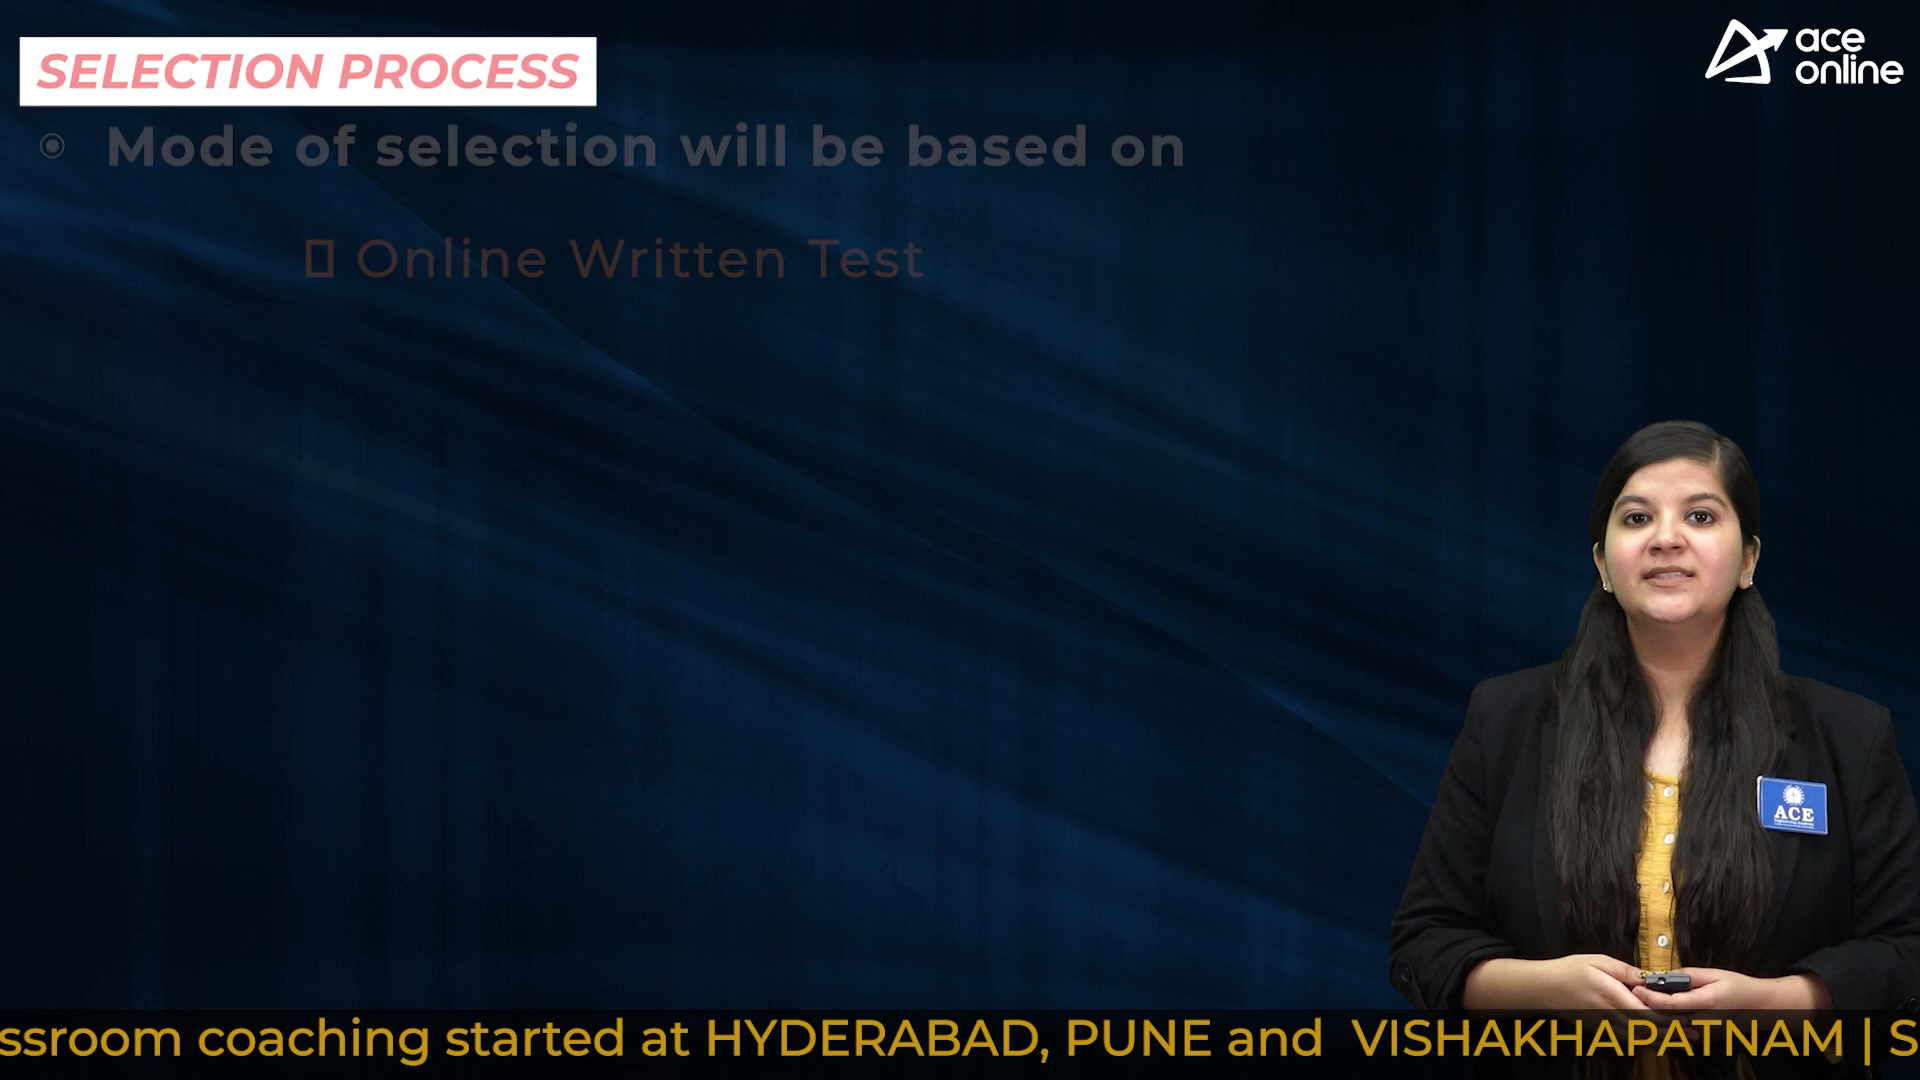 SELECTION PROCESS
ace
online
Mode of selection will be based on
Online Written Test
ACE
ssroom coaching started at HYDERABAD, PUNE and VISHAKHAPATNAM | S